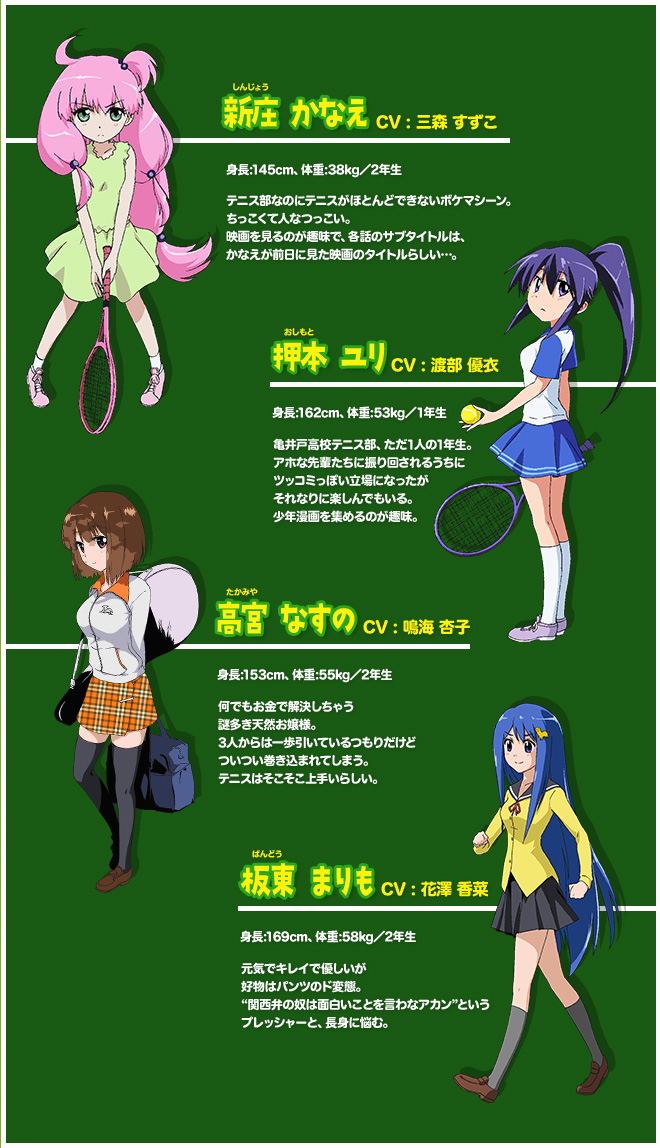 しんじょう
新庄 かなえ CV：三森 すずこ
身長:145cm、体重:38kg／2年生
テニス部なのにテニスがほとんどできないボケマシーン。
ちっこくて人なつっこい。
映画を見るのが趣味で、各話のサブタイトルは、
かなえが前日に見た映画のタイトルらしい…。
おしもと
押本 ユリ CV：渡部 優衣
身長:162cm、体重:53kg／1年生
亀井戸高校テニス部、ただ1人の1年生。
アホな先輩たちに振り回されるうちに
ツッコミっぽい立場になったが
それなりに楽しんでもいる。
少年漫画を集めるのが趣味。
たかみや
高宮 なすの CV：鳴海 杏子
身長:153cm、体重:55kg／2年生
何でもお金で解決しちゃう
謎多き天然お嬢様。
3人からは一歩引いているつもりだけど
ついつい巻き込まれてしまう。
テニスはそこそこ上手いらしい。
ばんどう
板東 まりも CV：花澤 香菜
身長:169cm、体重:58kg／2年生
元気でキレイで優しいが
好物はパンツのド変態。
“関西弁の奴は面白いことを言わなアカン”という
プレッシャーと、長身に悩む。